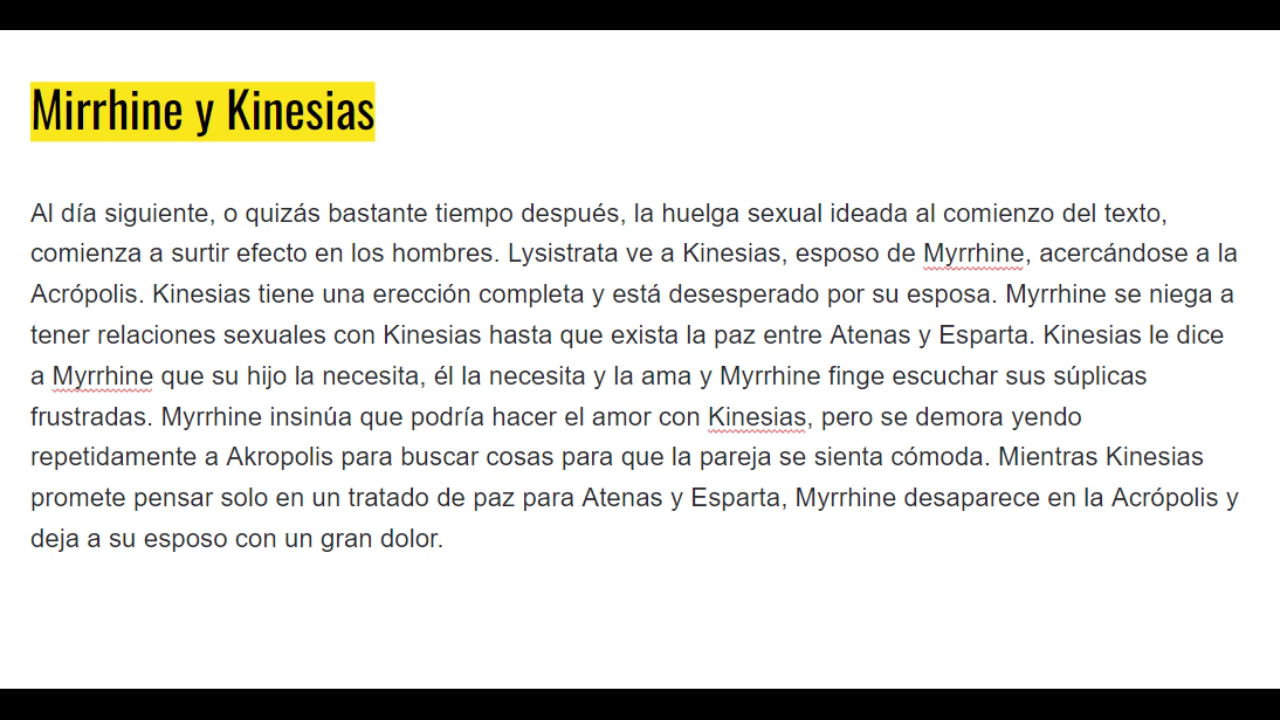 Mirrhine y Kinesias
Al día siguiente, o quizás bastante tiempo después, la huelga sexual ideada al comienzo del texto,
comienza a surtir efecto en los hombres. Lysistrata ve a Kinesias, esposo de Myrrhine, acercándose a la
Acrópolis. Kinesias tiene una erección completa y está desesperado por su esposa. Myrrhine se niega a
tener relaciones sexuales con Kinesias hasta que exista la paz entre Atenas y Esparta. Kinesias le dice
a Myrrhine que su hijo la necesita, él la necesita y la ama y Myrrhine finge escuchar sus súplicas
frustradas. Myrrhine insinúa que podría hacer el amor con Kinesias, pero se demora yendo
repetidamente a Akropolis para buscar cosas para que la pareja se sienta cómoda. Mientras Kinesias
promete pensar solo en un tratado de paz para Atenas y Esparta, Myrrhine desaparece en la Acrópolis y
deja a su esposo con un gran dolor.